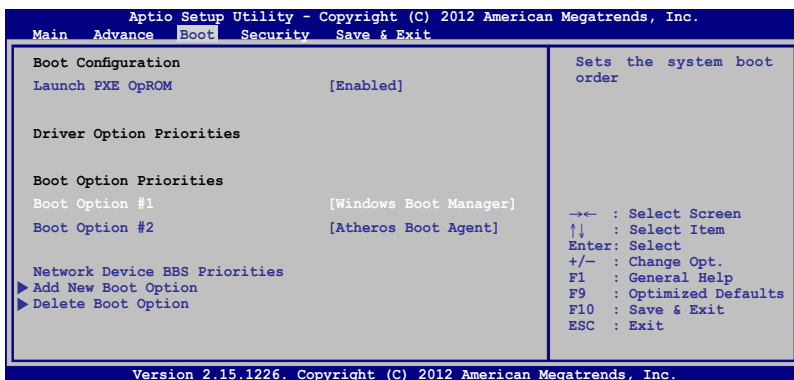 Aptio Setup Utility - Copyright (C) 2012 American Megatrends, Inc.
Main Advance Boot Security Save & Exit
Boot Configuration
Launch PXE OpROM [Enabled]
Driver Option Priorities
Boot Option Priorities
Boot Option #1 [Windows Boot Manager]
Boot Option #2 [Atheros Boot Agent]
Network Device BBS Priorities
Add New Boot Option
Delete Boot Option
Sets the system boot
order
→← : Select Screen
↑↓ : Select Item
Enter: Select
+/— : Change Opt.
F1 : General Help
F9 : Optimized Defaults
F10 : Save & Exit
ESC : Exit
Version 2.15.1226. Copyright (C) 2012 American Megatrends, Inc.